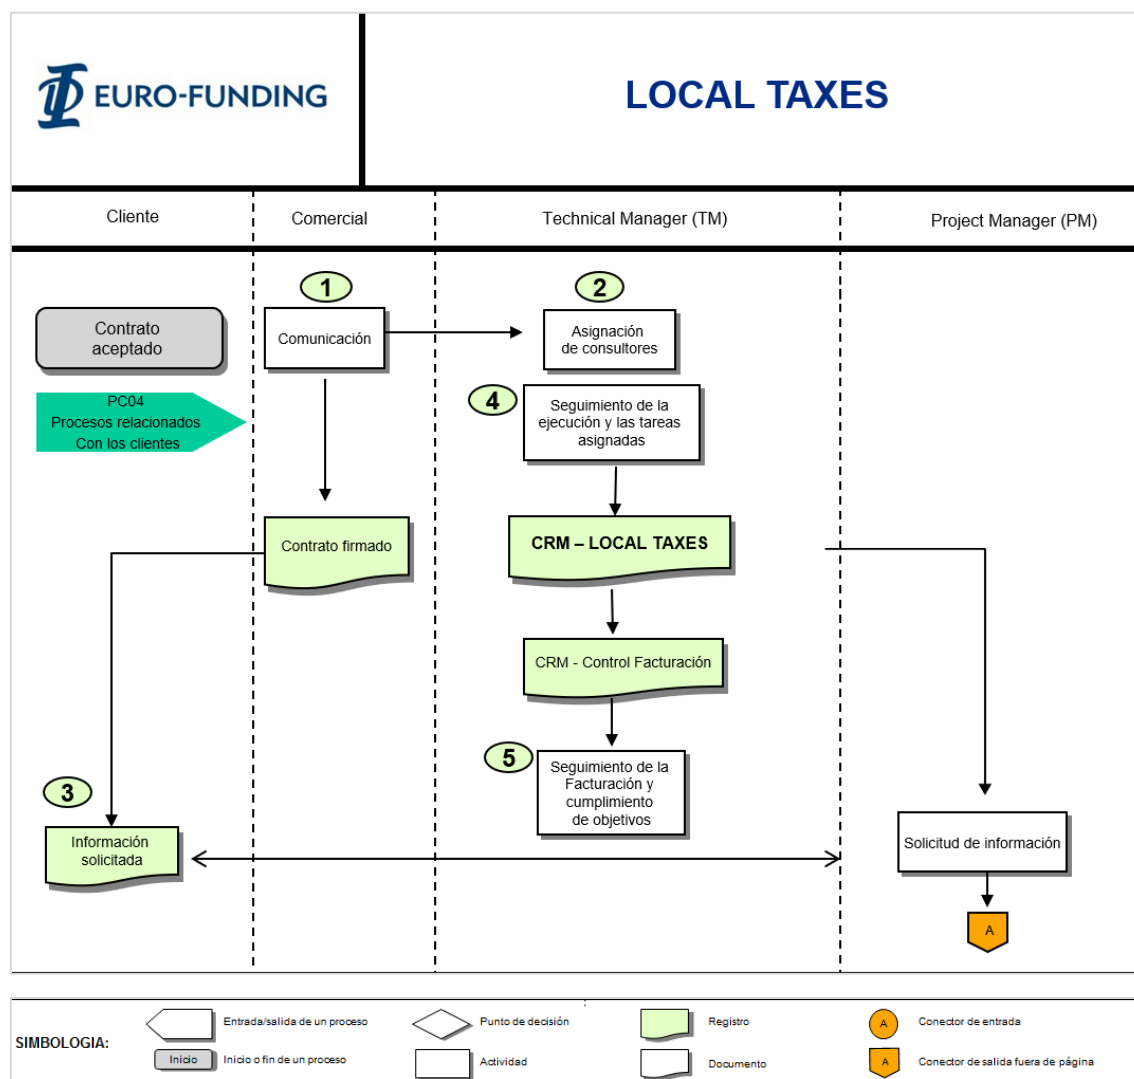 EURO-FUNDING
LOCAL TAXES
Cliente
Comercial
Technical Manager (TM)
Project Manager (PM)
1
2
Contrato
aceptado
Comunicación
Asignación
de consultores
PC04
Procesos relacionados
Con los clientes
4
Seguimiento de la
ejecución y las tareas
asignadas
Contrato firmado
CRM – LOCAL TAXES
CRM - Control Facturación
5
Seguimiento de la
Facturación y
cumplimiento
de objetivos
3
Información
solicitada
Solicitud de información
A
SIMBOLOGIA:
Entrada/salida de un proceso
Punto de decisión
Registro
A
Conector de entrada
Inicio
Inicio o fin de un proceso
Actividad
Documento
A
Conector de salida fuera de página